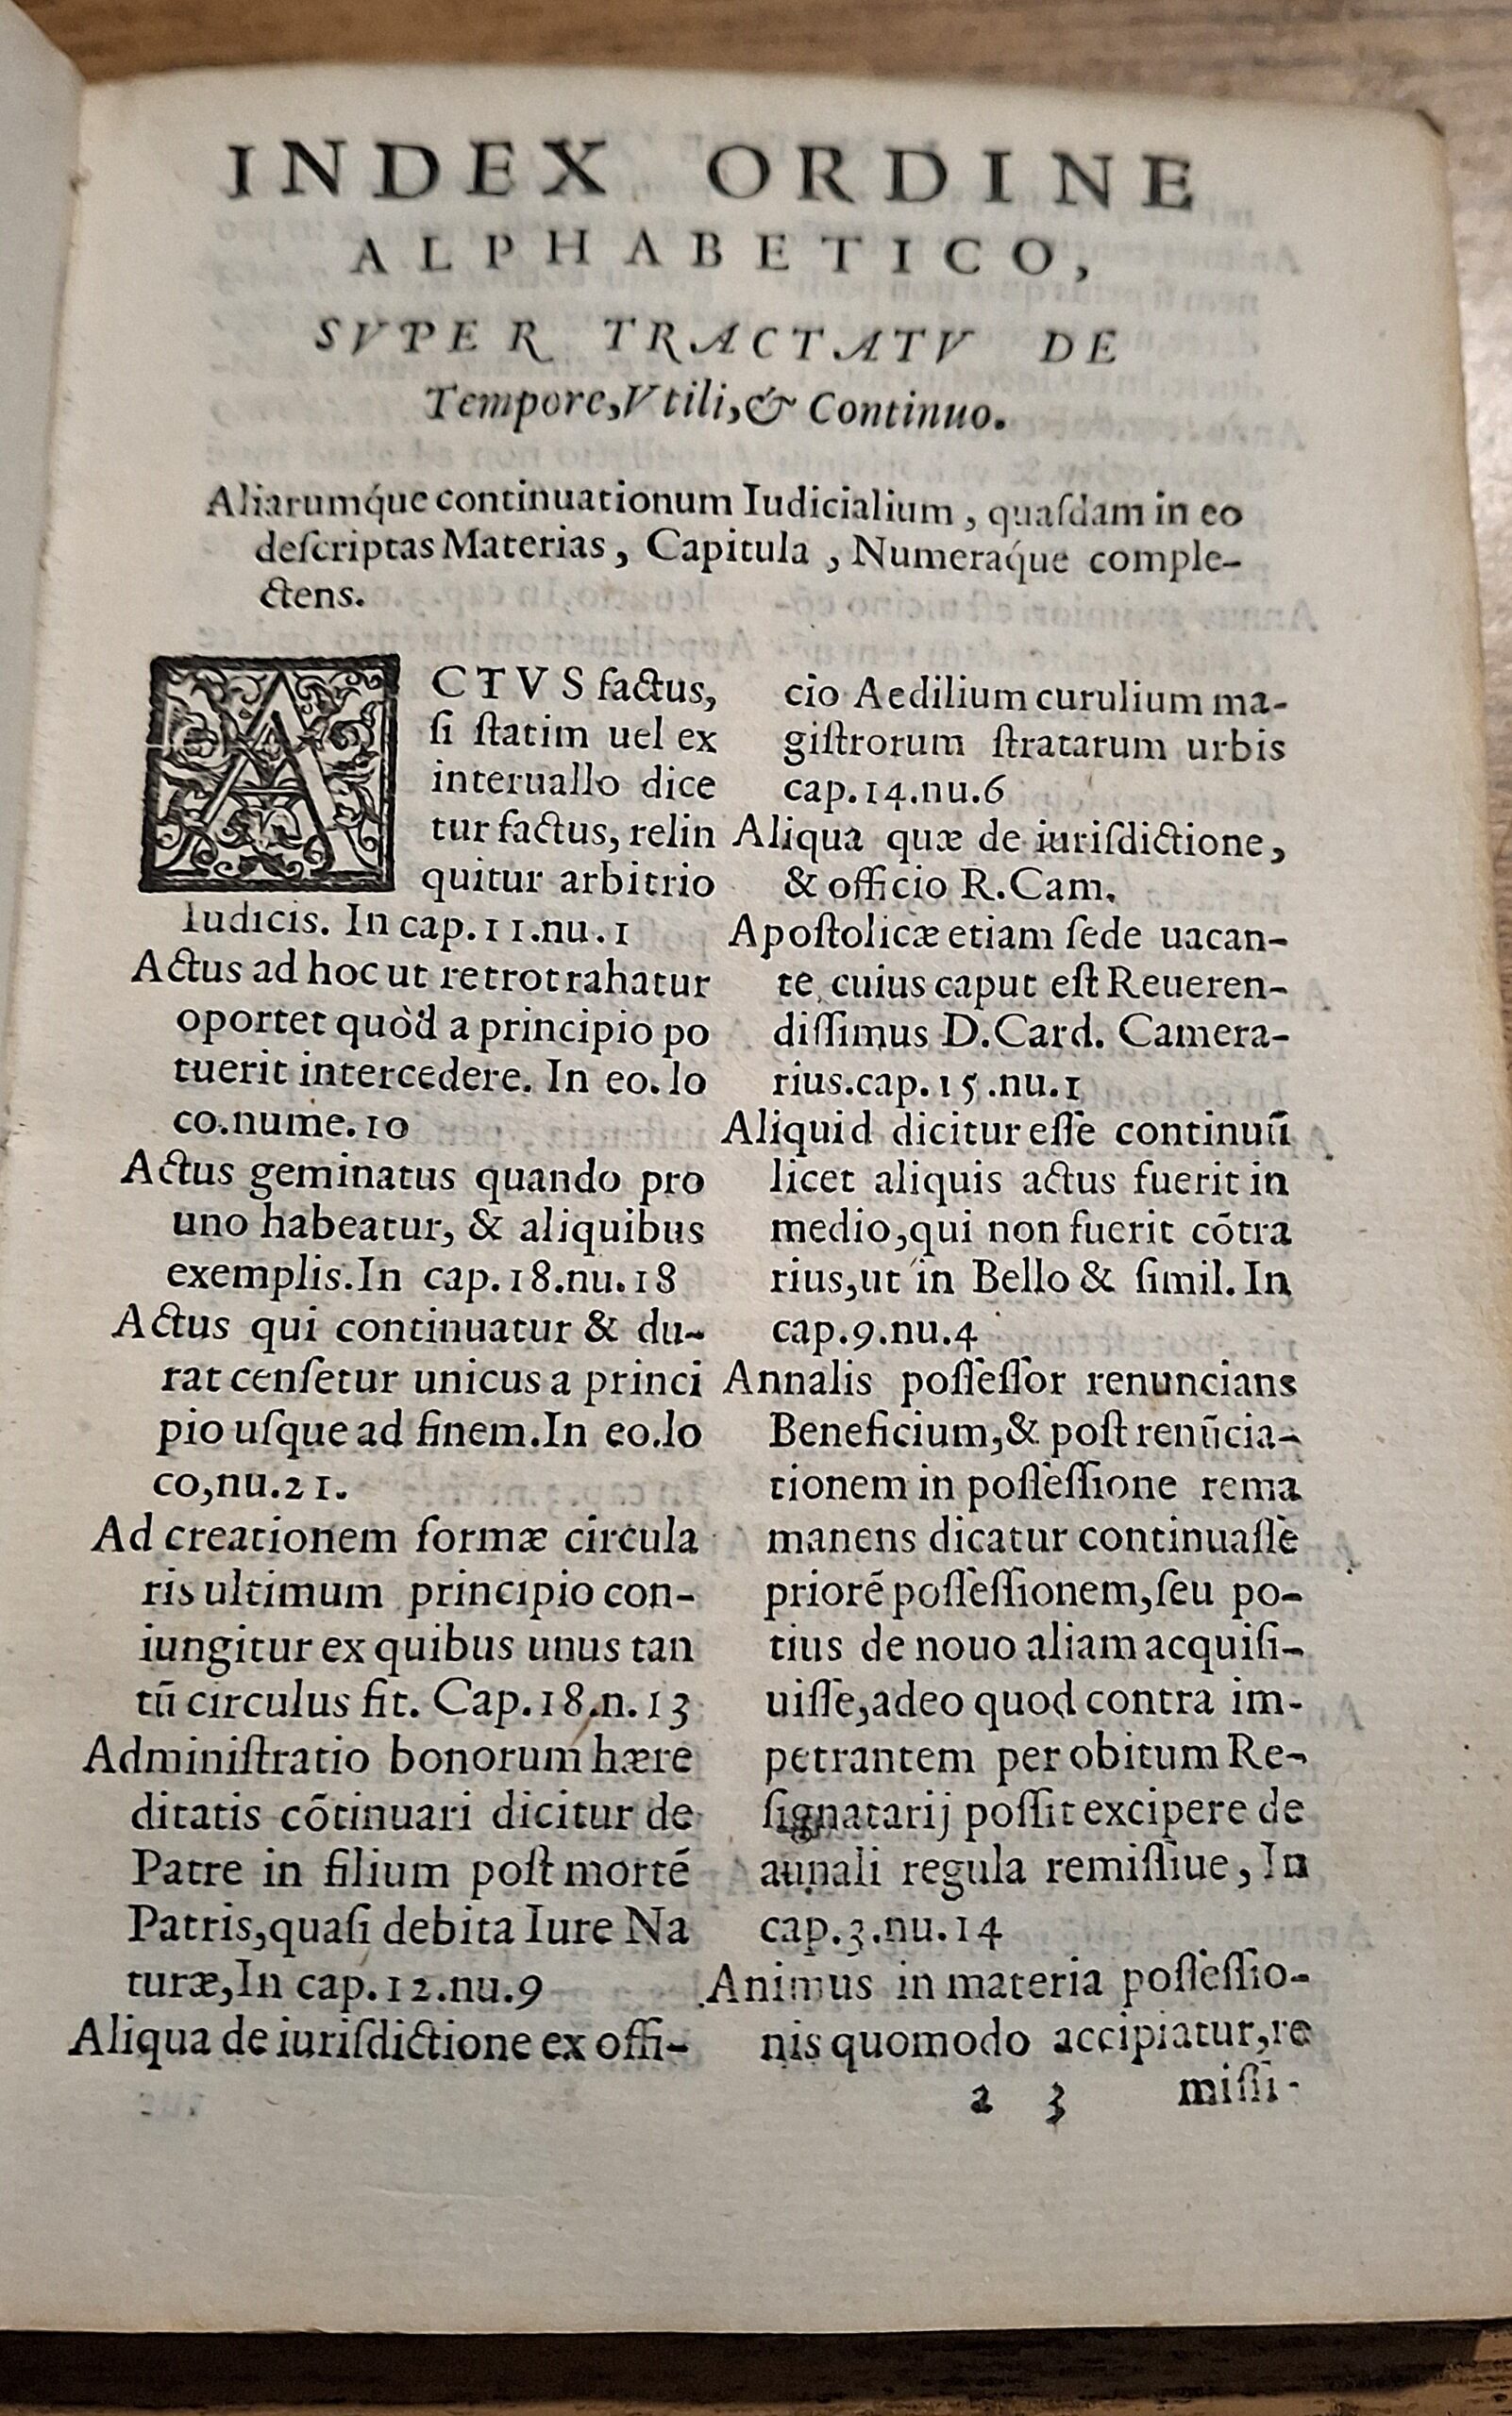 INDEX ORDINE
ALPHABETICO,
SVPER TRACTATV DE
Tempore,Vtili,& Continuo.
Aliarumq́ue continuationum Iudicialium, quaſdam in eo
deſcriptas Materias, Capitula, Numeraq́ue comple-
ctens.
ACTVS factus,
ſi ſtatim uel ex
interuallo dice
tur factus, relin
quitur arbitrio
Iudicis. In cap.11.nu.1
Actus ad hoc ut retrotrahatur
oportet quòd a principio po
tuerit intercedere. In eo.lo
co.nume.10
Actus geminatus quando pro
uno habeatur, & aliquibus
exemplis.In cap.18.nu.18
Actus qui continuatur & du-
rat cenſetur unicus a princi
pio uſque ad finem.In eo.lo
co,nu.21.
Ad creationem formæ circula
ris ultimum principio con-
iungitur ex quibus unus tan
tũ circulus fit. Cap.18.n.13
Adminiſtratio bonorum hære
ditatis cõtinuari dicitur de
Patre in filium poſt mortẽ
Patris,quaſi debita Iure Na
turæ,In cap.12.nu.9
Aliqua de iuriſdictione ex offi-
cio Aedilium curulium ma-
giſtrorum ſtratarum urbis
cap.14.nu.6
Aliqua quæ de iuriſdictione,
& officio R.Cam.
Apoſtolicæ etiam ſede uacan-
te cuius caput eſt Reueren-
diſſimus D.Card. Camera-
rius.cap.15.nu.1
Aliquid dicitur eſſe continuũ
licet aliquis actus fuerit in
medio,qui non fuerit cõtra
rius,ut in Bello & ſimil. In
cap.9.nu.4
Annalis poſſeſſor renuncians
Beneficium,& poſt renũcia-
tionem in poſſeſſione rema
manens dicatur continuaſſe
priorẽ poſſeſſionem,ſeu po-
tius de nouo aliam acquiſi-
uiſſe,adeo quod contra im-
petrantem per obitum Re-
ſignatarij poſſit excipere de
annali regula remiſſiue, In
cap.3.nu.14
Animus in materia poſſeſſio-
nis quomodo accipiatur,re
a 3 miſſi-